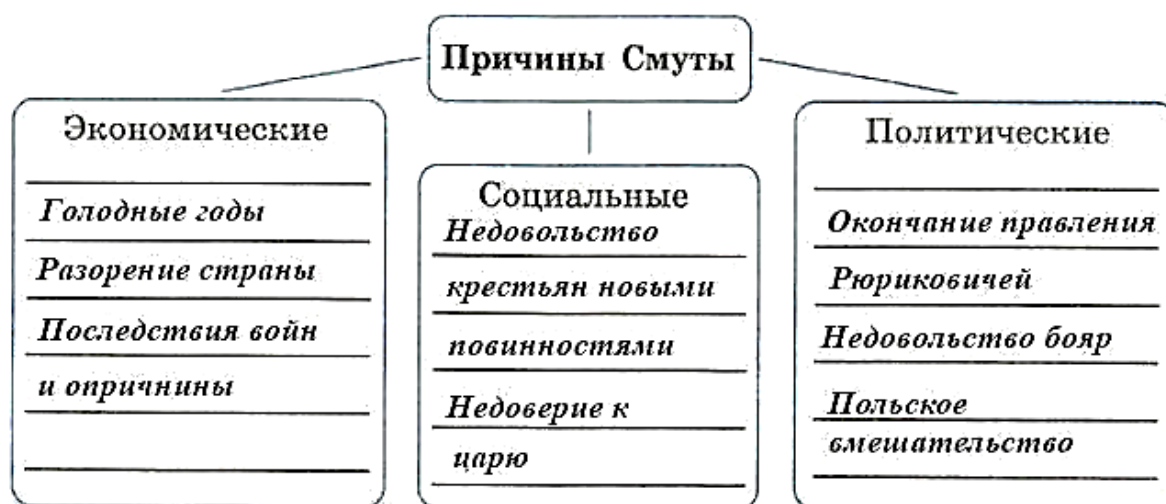 Причины Смуты
Экономические
Голодные годы
Разорение страны
Последствия войн
и опричнины
Социальные
Недовольство
крестьян новыми
повинностями
Недоверие к
царю
Политические
Окончание правления
Рюриковичей
Недовольство бояр
Польское
вмешательство